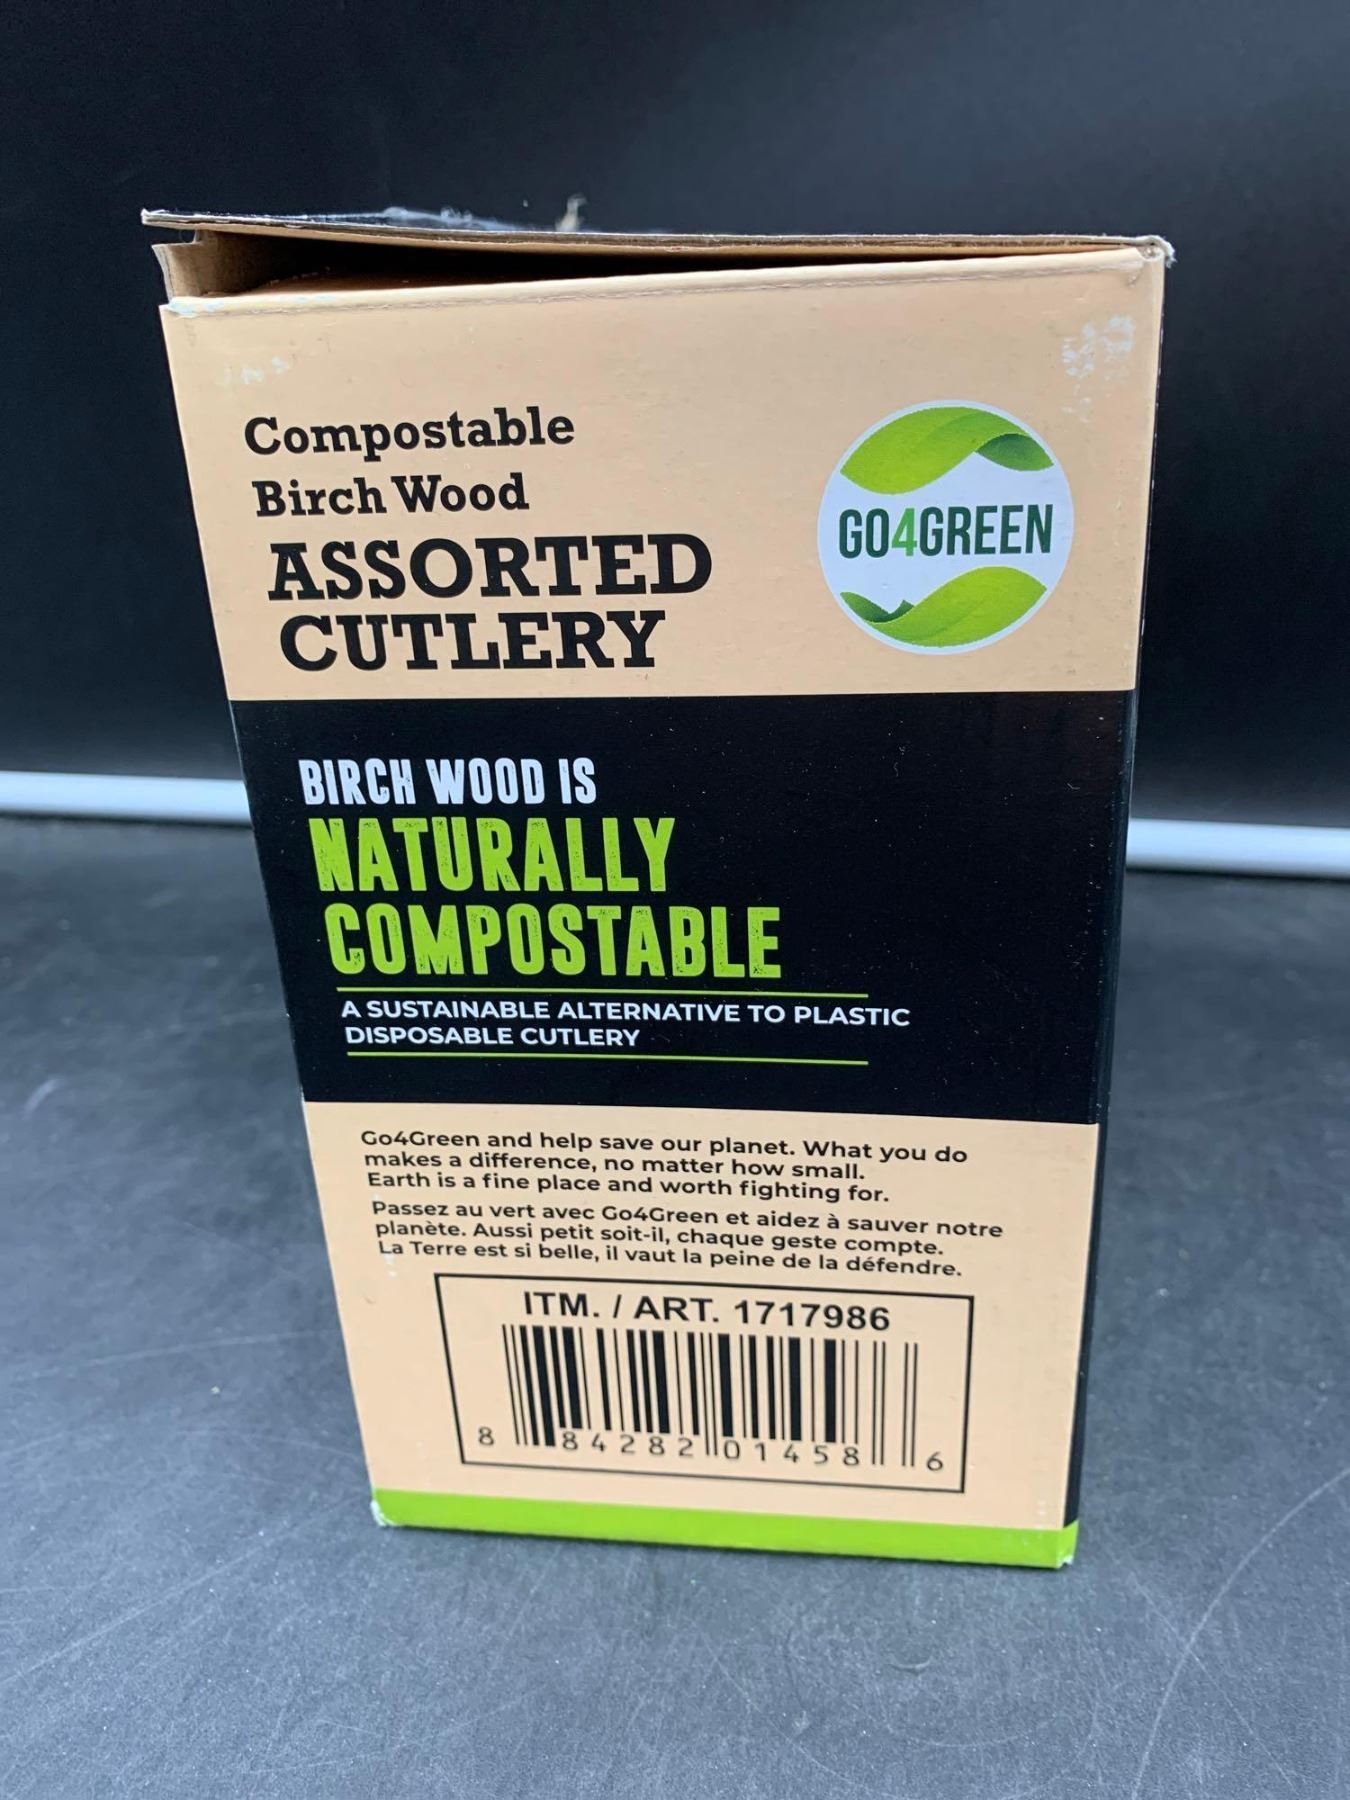 Compostable
Birch Wood
ASSORTED
CUTLERY
GO4GREEN
BIRCH WOOD IS
NATURALLY
COMPOSTABLE
A SUSTAINABLE ALTERNATIVE TO PLASTIC
DISPOSABLE CUTLERY
Go4Green and help save our planet. What you do
makes a difference, no matter how small.
Earth is a fine place and worth fighting for.
Passez au vert avec Go4Green et aidez à sauver notre
planète. Aussi petit soit-il, chaque geste compte.
La Terre est si belle, il vaut la peine de la défendre.
ITM. / ART. 1717986
8 84282 01458 6